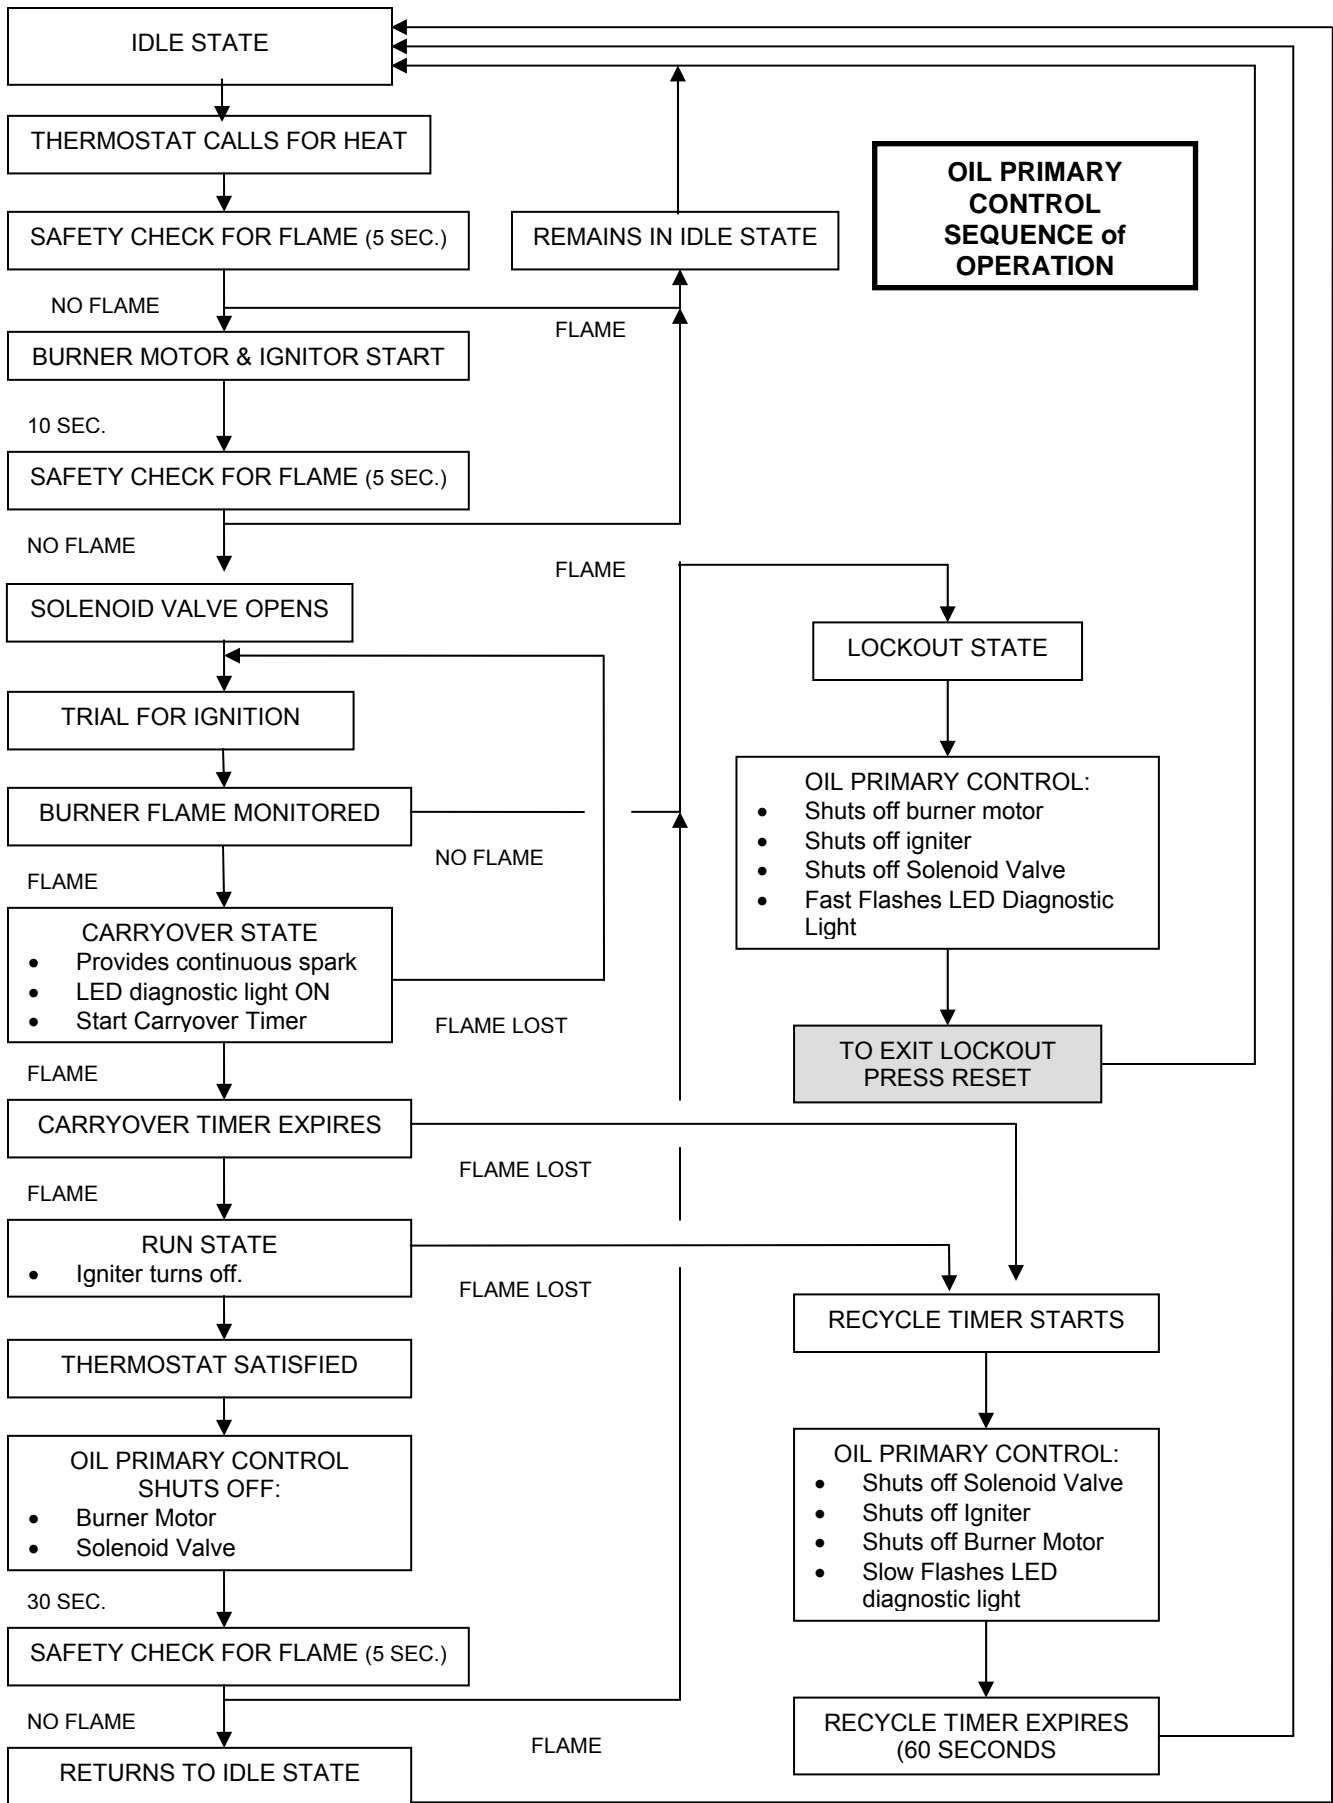 IDLE STATE
THERMOSTAT CALLS FOR HEAT
OIL PRIMARY
CONTROL
SEQUENCE of
OPERATION
SAFETY CHECK FOR FLAME (5 SEC.)
REMAINS IN IDLE STATE
NO FLAME
FLAME
BURNER MOTOR & IGNITOR START
10 SEC.
SAFETY CHECK FOR FLAME (5 SEC.)
NO FLAME
FLAME
SOLENOID VALVE OPENS
LOCKOUT STATE
TRIAL FOR IGNITION
OIL PRIMARY CONTROL:
• Shuts off burner motor
• Shuts off igniter
• Shuts off Solenoid Valve
• Fast Flashes LED Diagnostic
Light
BURNER FLAME MONITORED
NO FLAME
FLAME
CARRYOVER STATE
• Provides continuous spark
• LED diagnostic light ON
• Start Carryover Timer
FLAME LOST
TO EXIT LOCKOUT
PRESS RESET
FLAME
CARRYOVER TIMER EXPIRES
FLAME LOST
FLAME
RUN STATE
• Igniter turns off.
FLAME LOST
RECYCLE TIMER STARTS
THERMOSTAT SATISFIED
OIL PRIMARY CONTROL
SHUTS OFF:
• Burner Motor
• Solenoid Valve
OIL PRIMARY CONTROL:
• Shuts off Solenoid Valve
• Shuts off Igniter
• Shuts off Burner Motor
• Slow Flashes LED
diagnostic light
30 SEC.
SAFETY CHECK FOR FLAME (5 SEC.)
NO FLAME
FLAME
RECYCLE TIMER EXPIRES
(60 SECONDS
RETURNS TO IDLE STATE